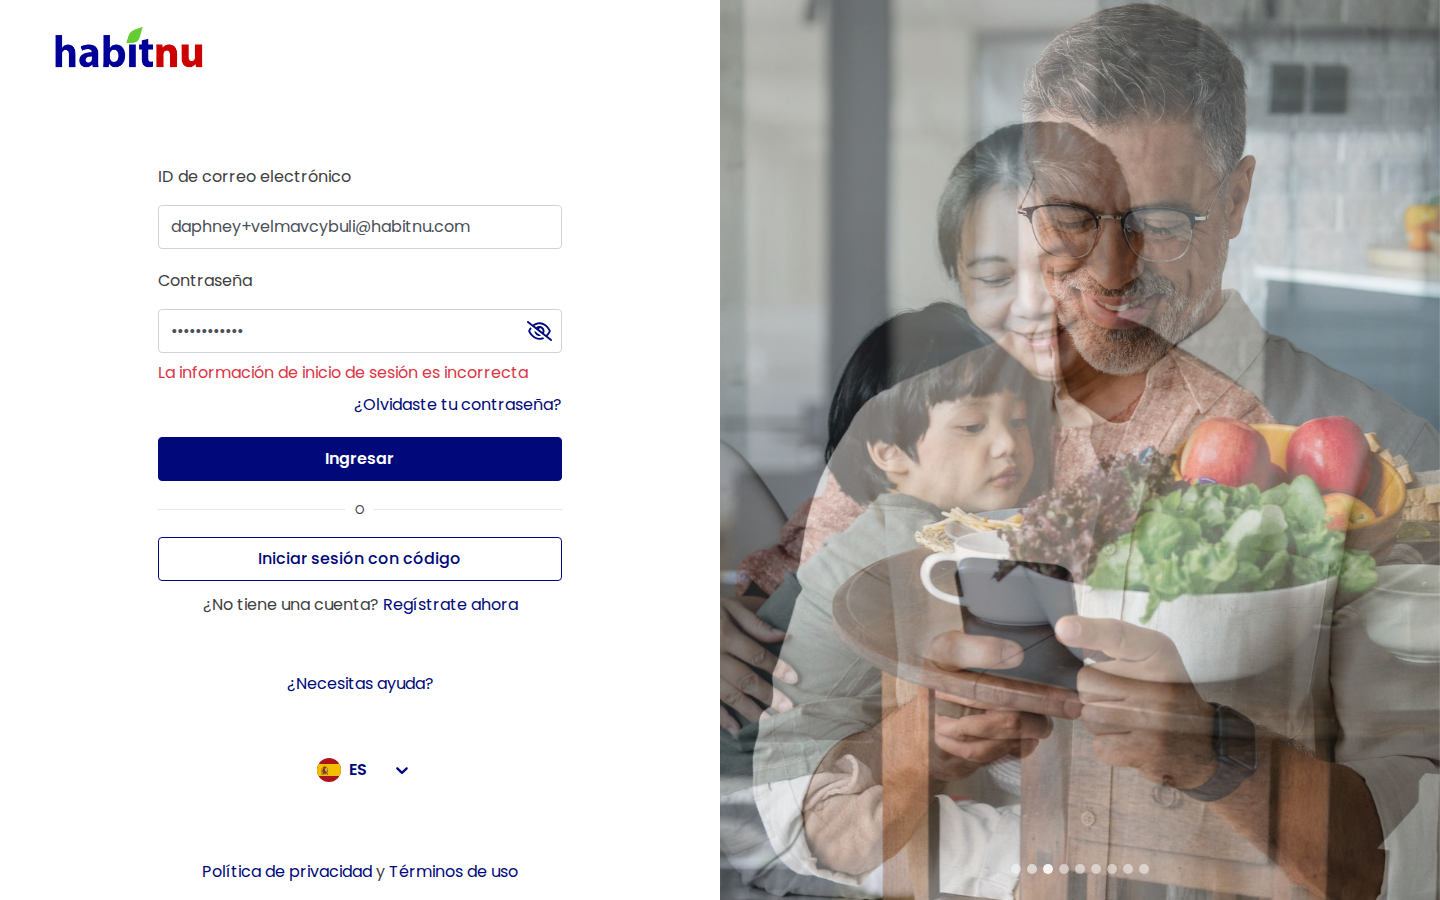 habitnu
ID de correo electrónico
daphney+velmavcybuli@habitnu.com
Contraseña
••••••••••••
La información de inicio de sesión es incorrecta
¿Olvidaste tu contraseña?
Ingresar
O
Iniciar sesión con código
¿No tiene una cuenta? Regístrate ahora
¿Necesitas ayuda?
ES
Política de privacidad y Términos de uso